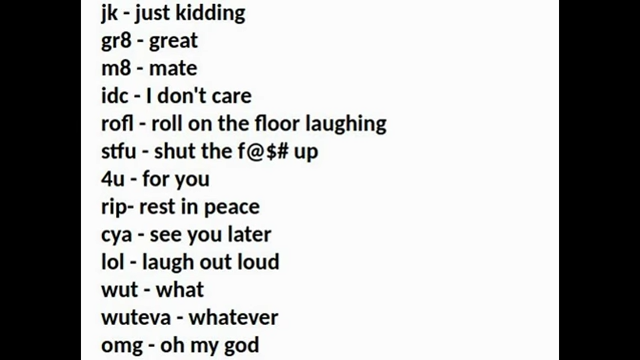 jk - just kidding
gr8 - great
m8 - mate
idc - I don't care
rofl - roll on the floor laughing
stfu - shut the f@$# up
4u - for you
rip- rest in peace
cya - see you later
lol - laugh out loud
wut - what
wuteva - whatever
omg - oh my god